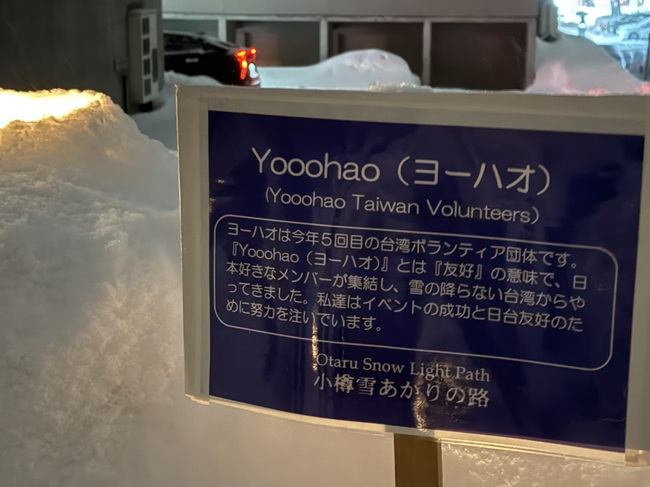 Yooohao（ヨーハオ）
(Yooohao Taiwan Volunteers)
ヨーハオは今年５回目の台湾ボランティア団体です。
『Yooohao（ヨーハオ）』とは『友好』の意味で、日
本好きなメンバーが集結し、雪の降らない台湾からや
ってきました。私達はイベントの成功と日台友好のた
めに努力を注いでいます。
Otaru Snow Light Path
小樽雪あかりの路